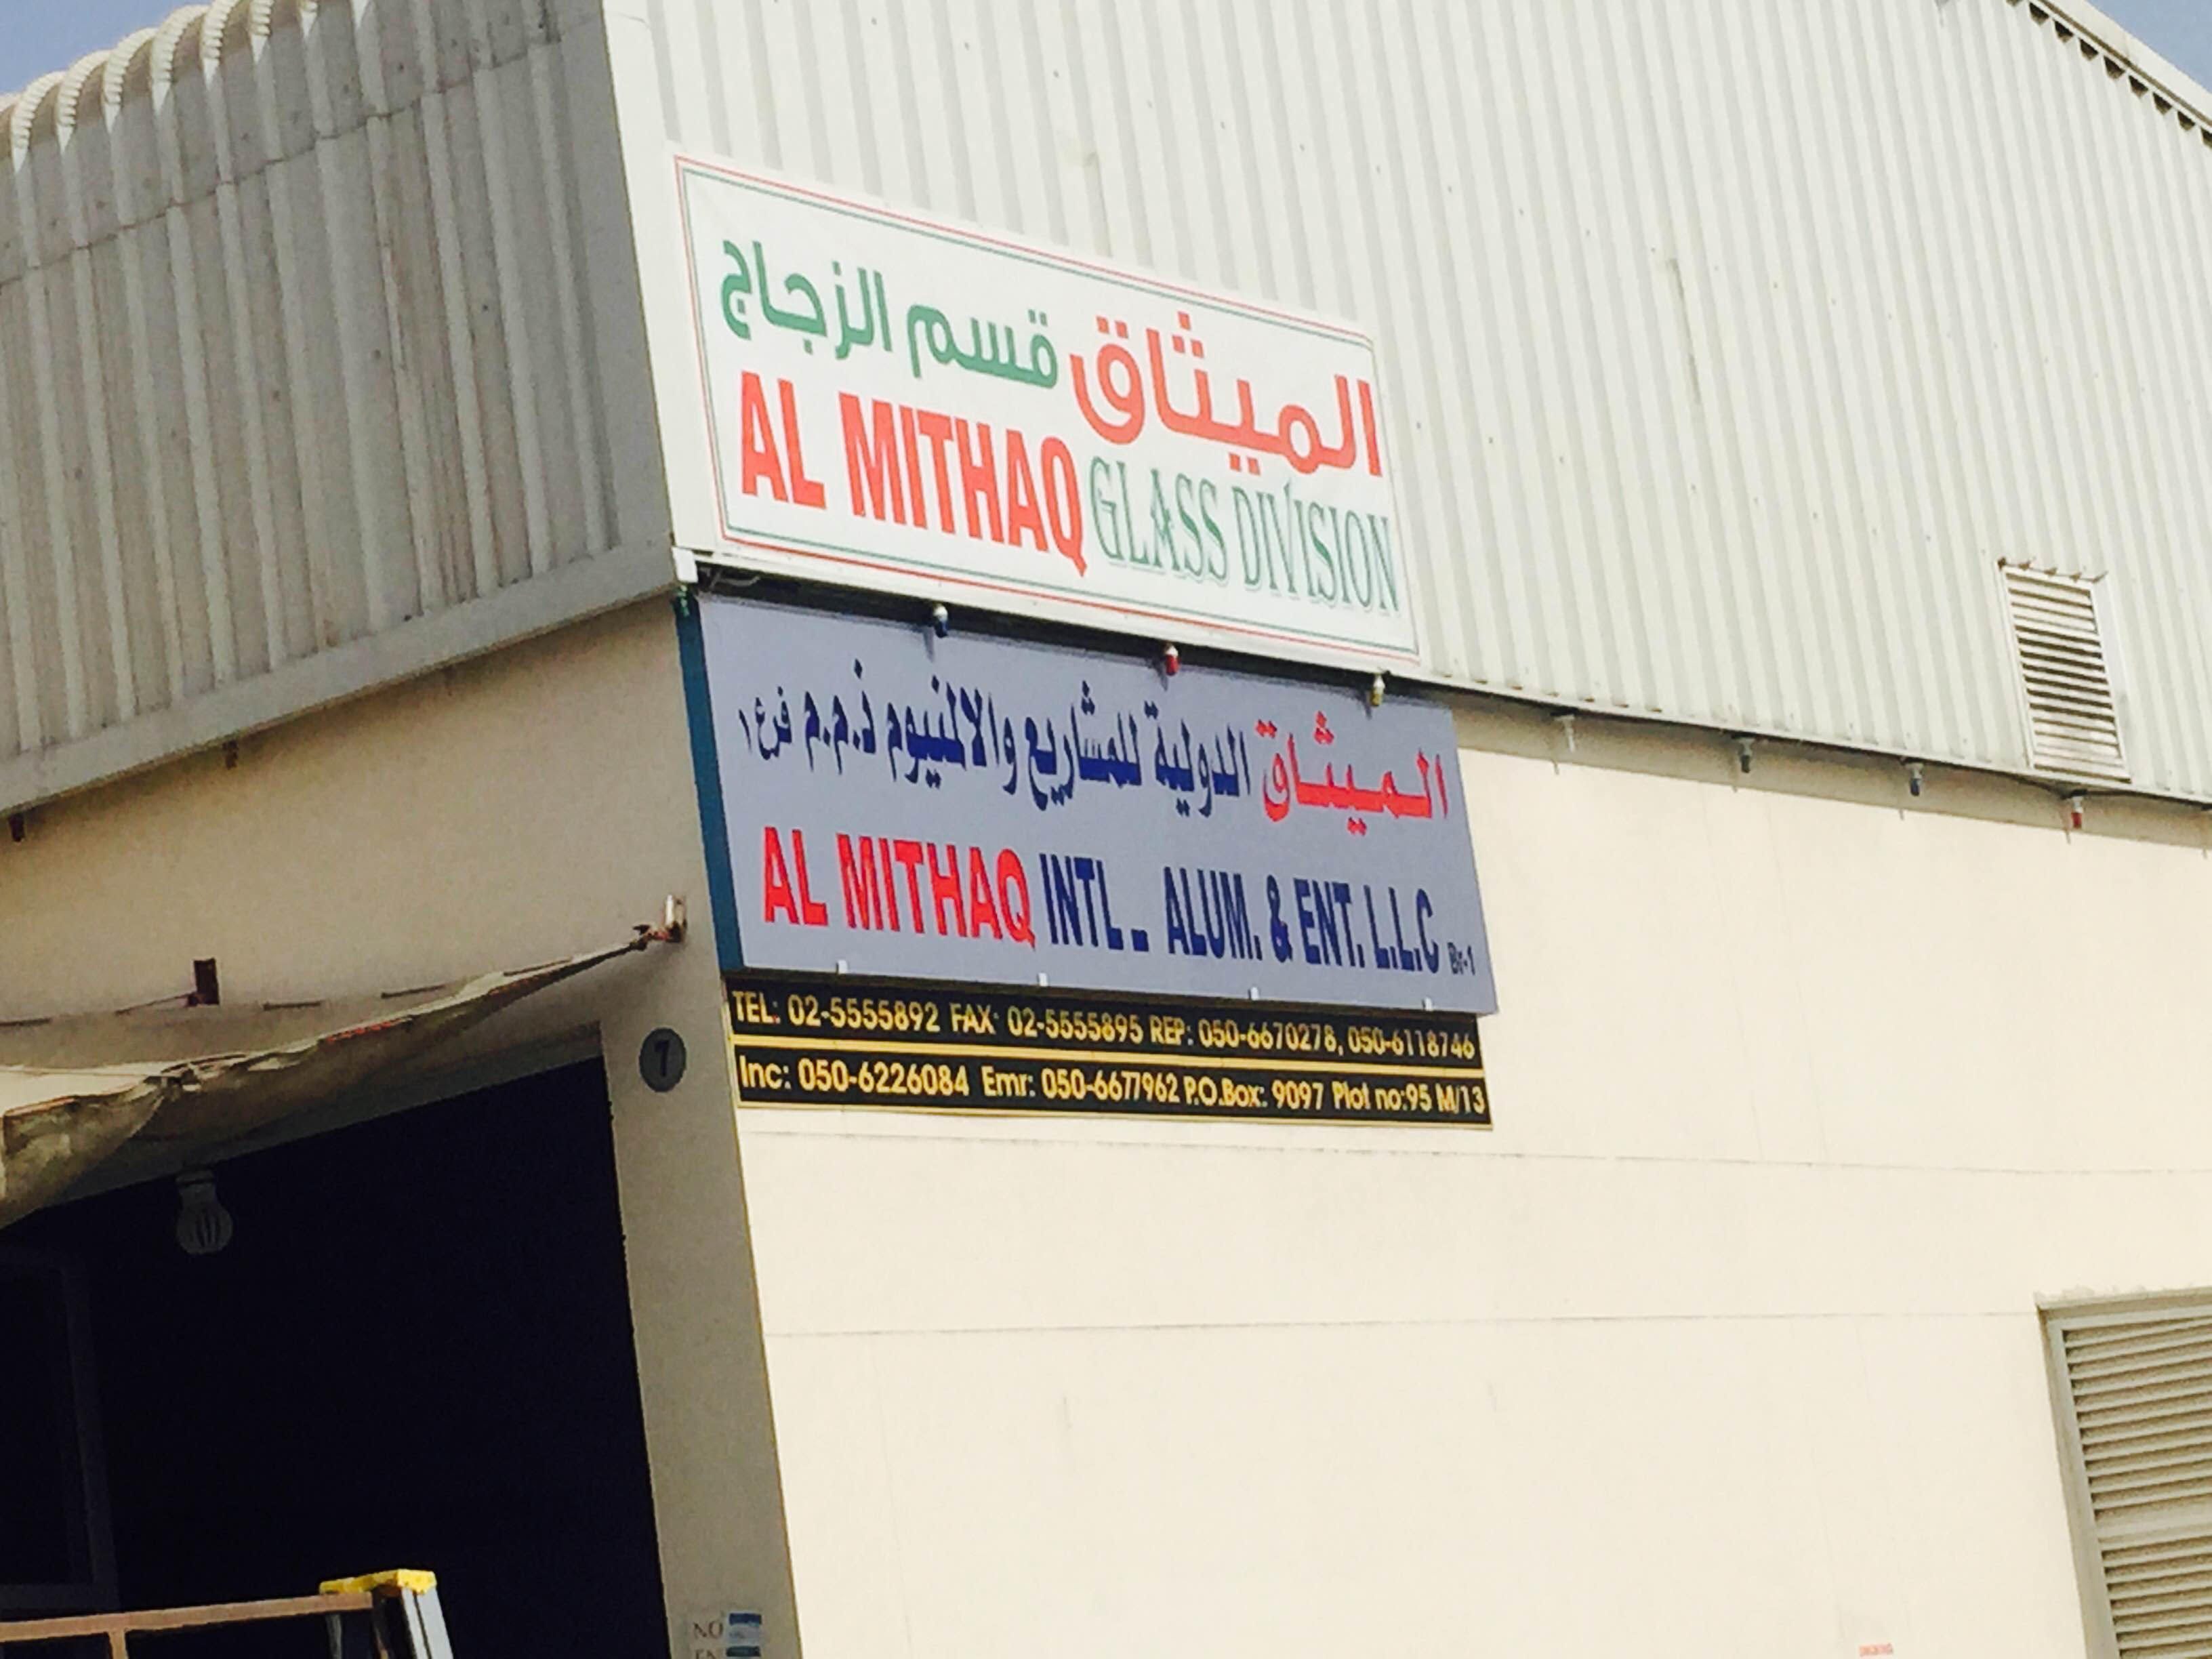 الميثاق قسم الزجاج
AL MITHAQ GLASS DIVISION
الميثاق الدولية للمشاريع والالمنيوم ذ.م.م فرع ١
AL MITHAQ INTL_ ALUM. & ENT. L.L.C Br-1
TEL: 02-5555892 FAX: 02-5555895 REP: 050-6670278, 050-6118746
Inc: 050-6226084 Emr: 050-6677962 P.O.Box: 9097 Plot no:95 M/13
7
NO